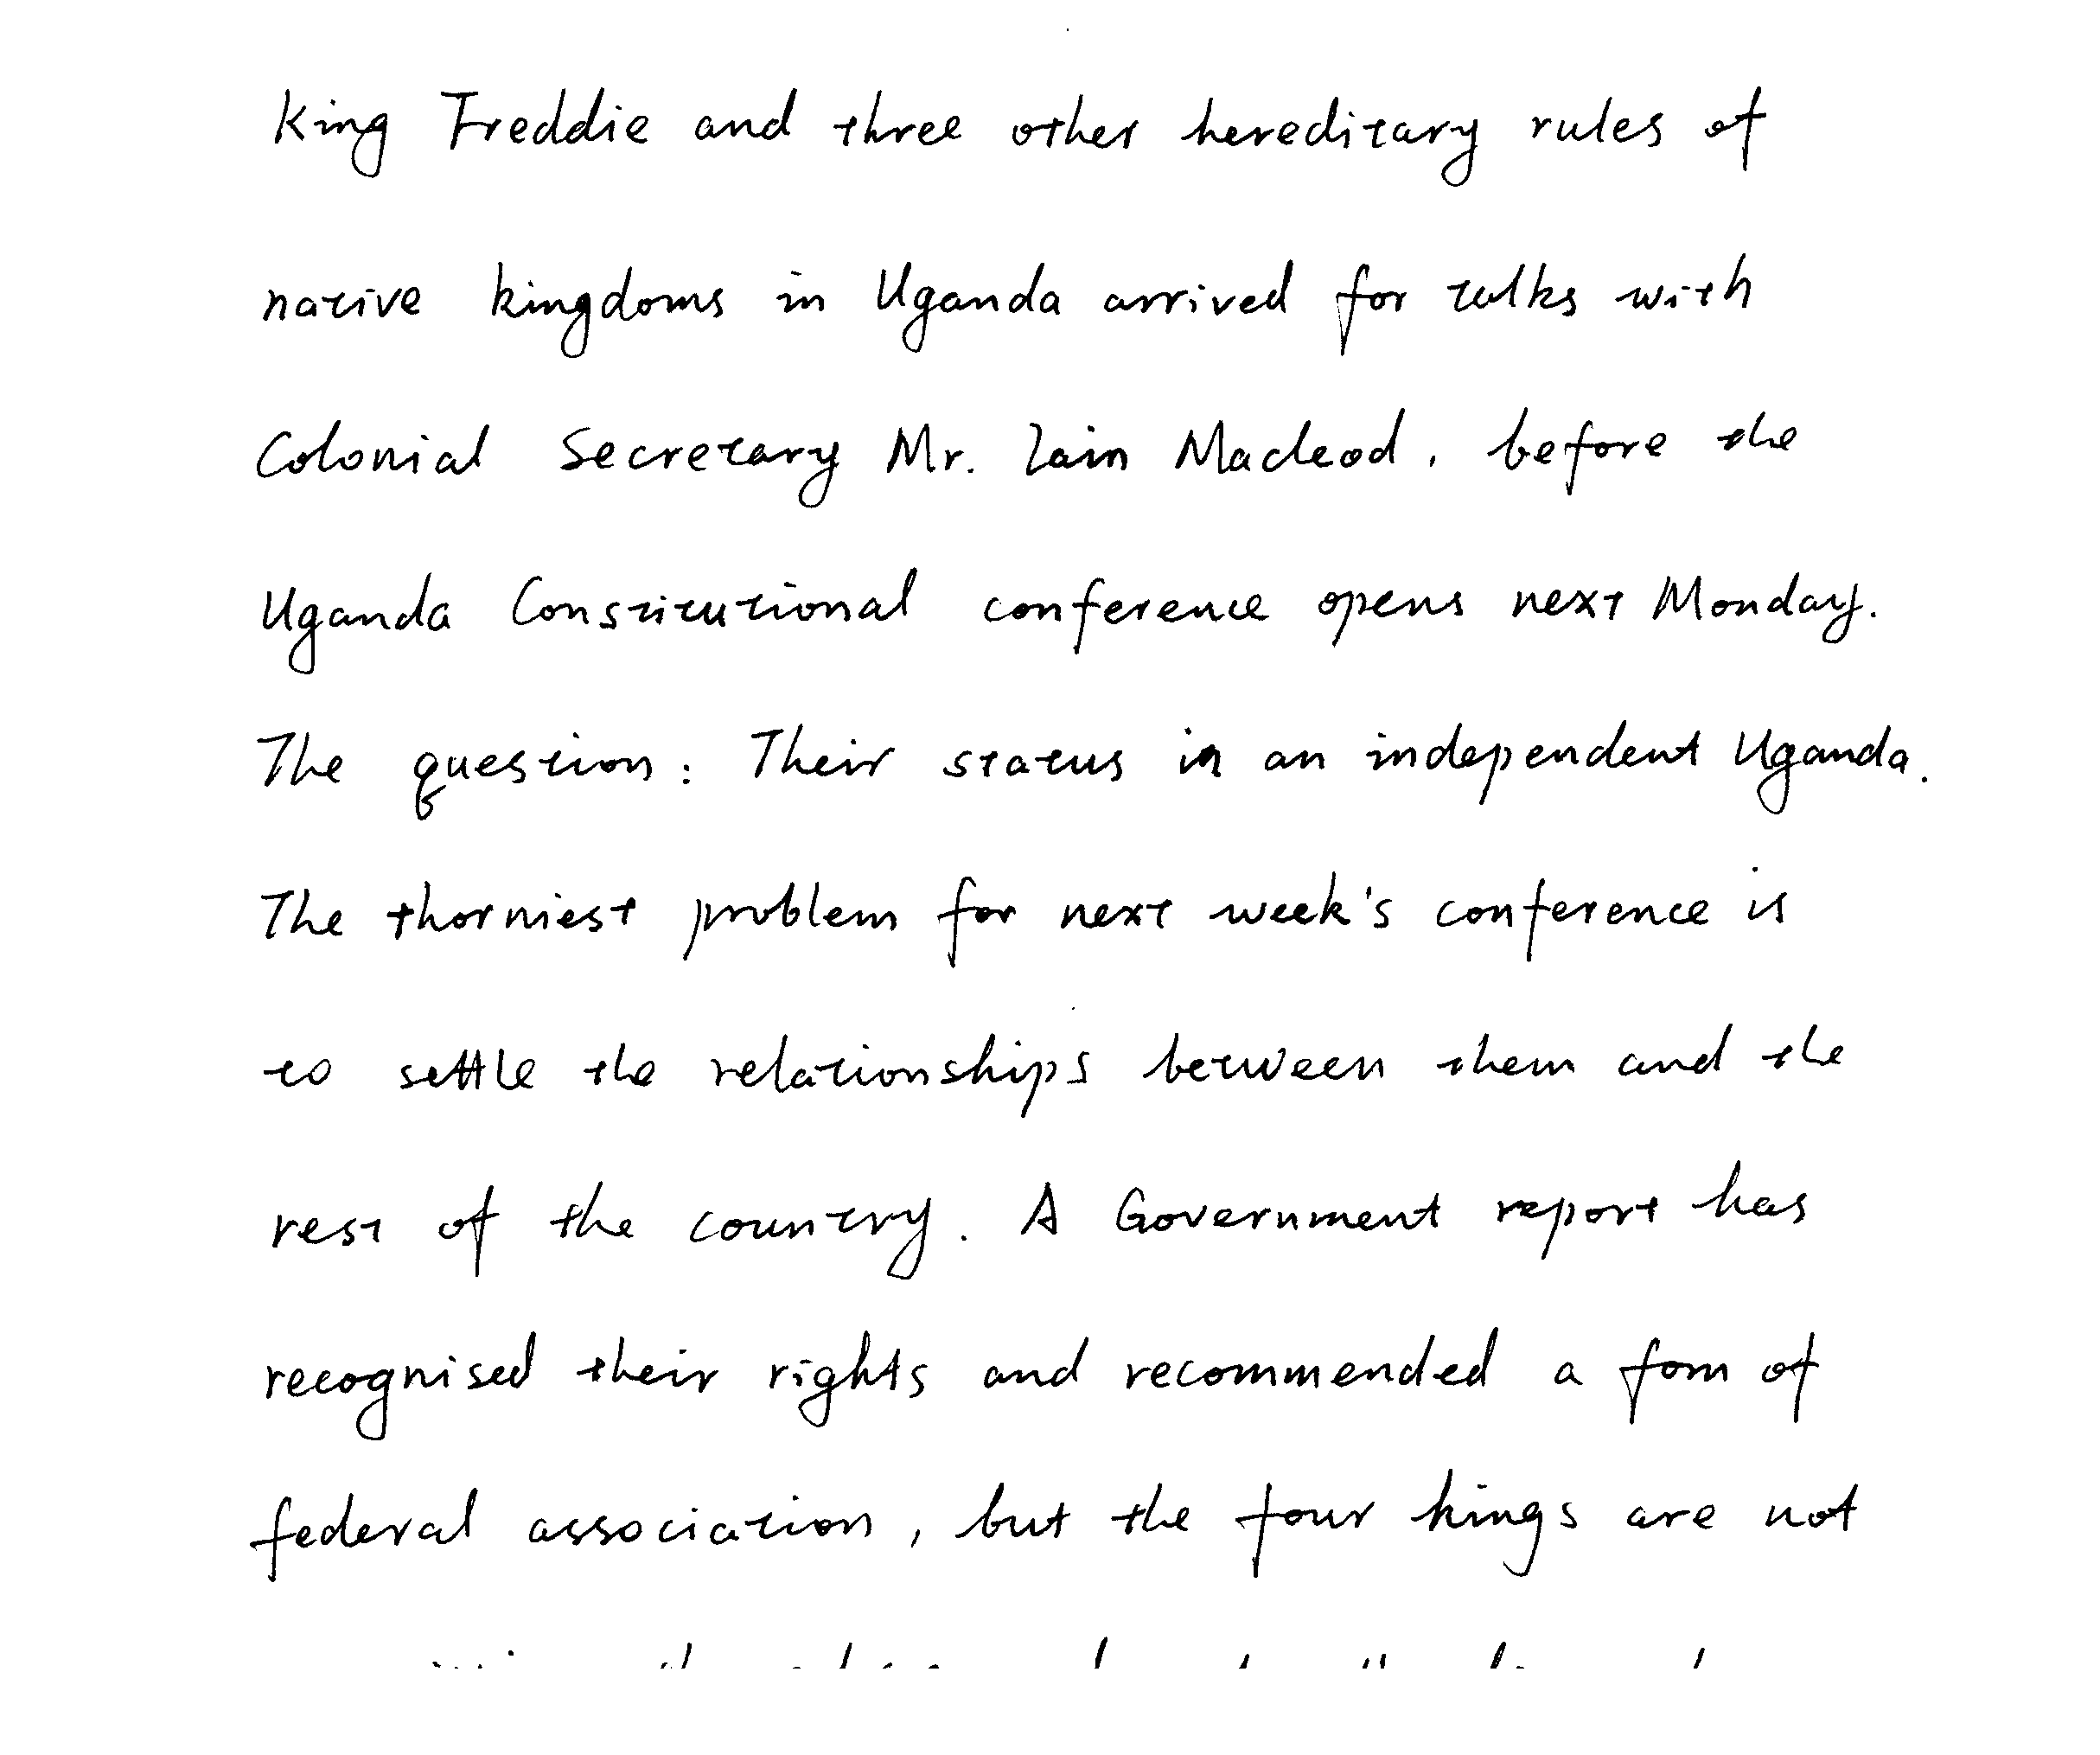 King Freddie and three other hereditary rules of
native kingdoms in Uganda arrived for talks with
Colonial Secretary Mr. Iain Macleod, before the
Uganda Constitutional conference opens next Monday.
The question: Their status in an independent Uganda.
The thorniest problem for next week's conference is
to settle the relationships between them and the
rest of the country. A Government report has
recognised their rights and recommended a fom of
federal association, but the four kings are not